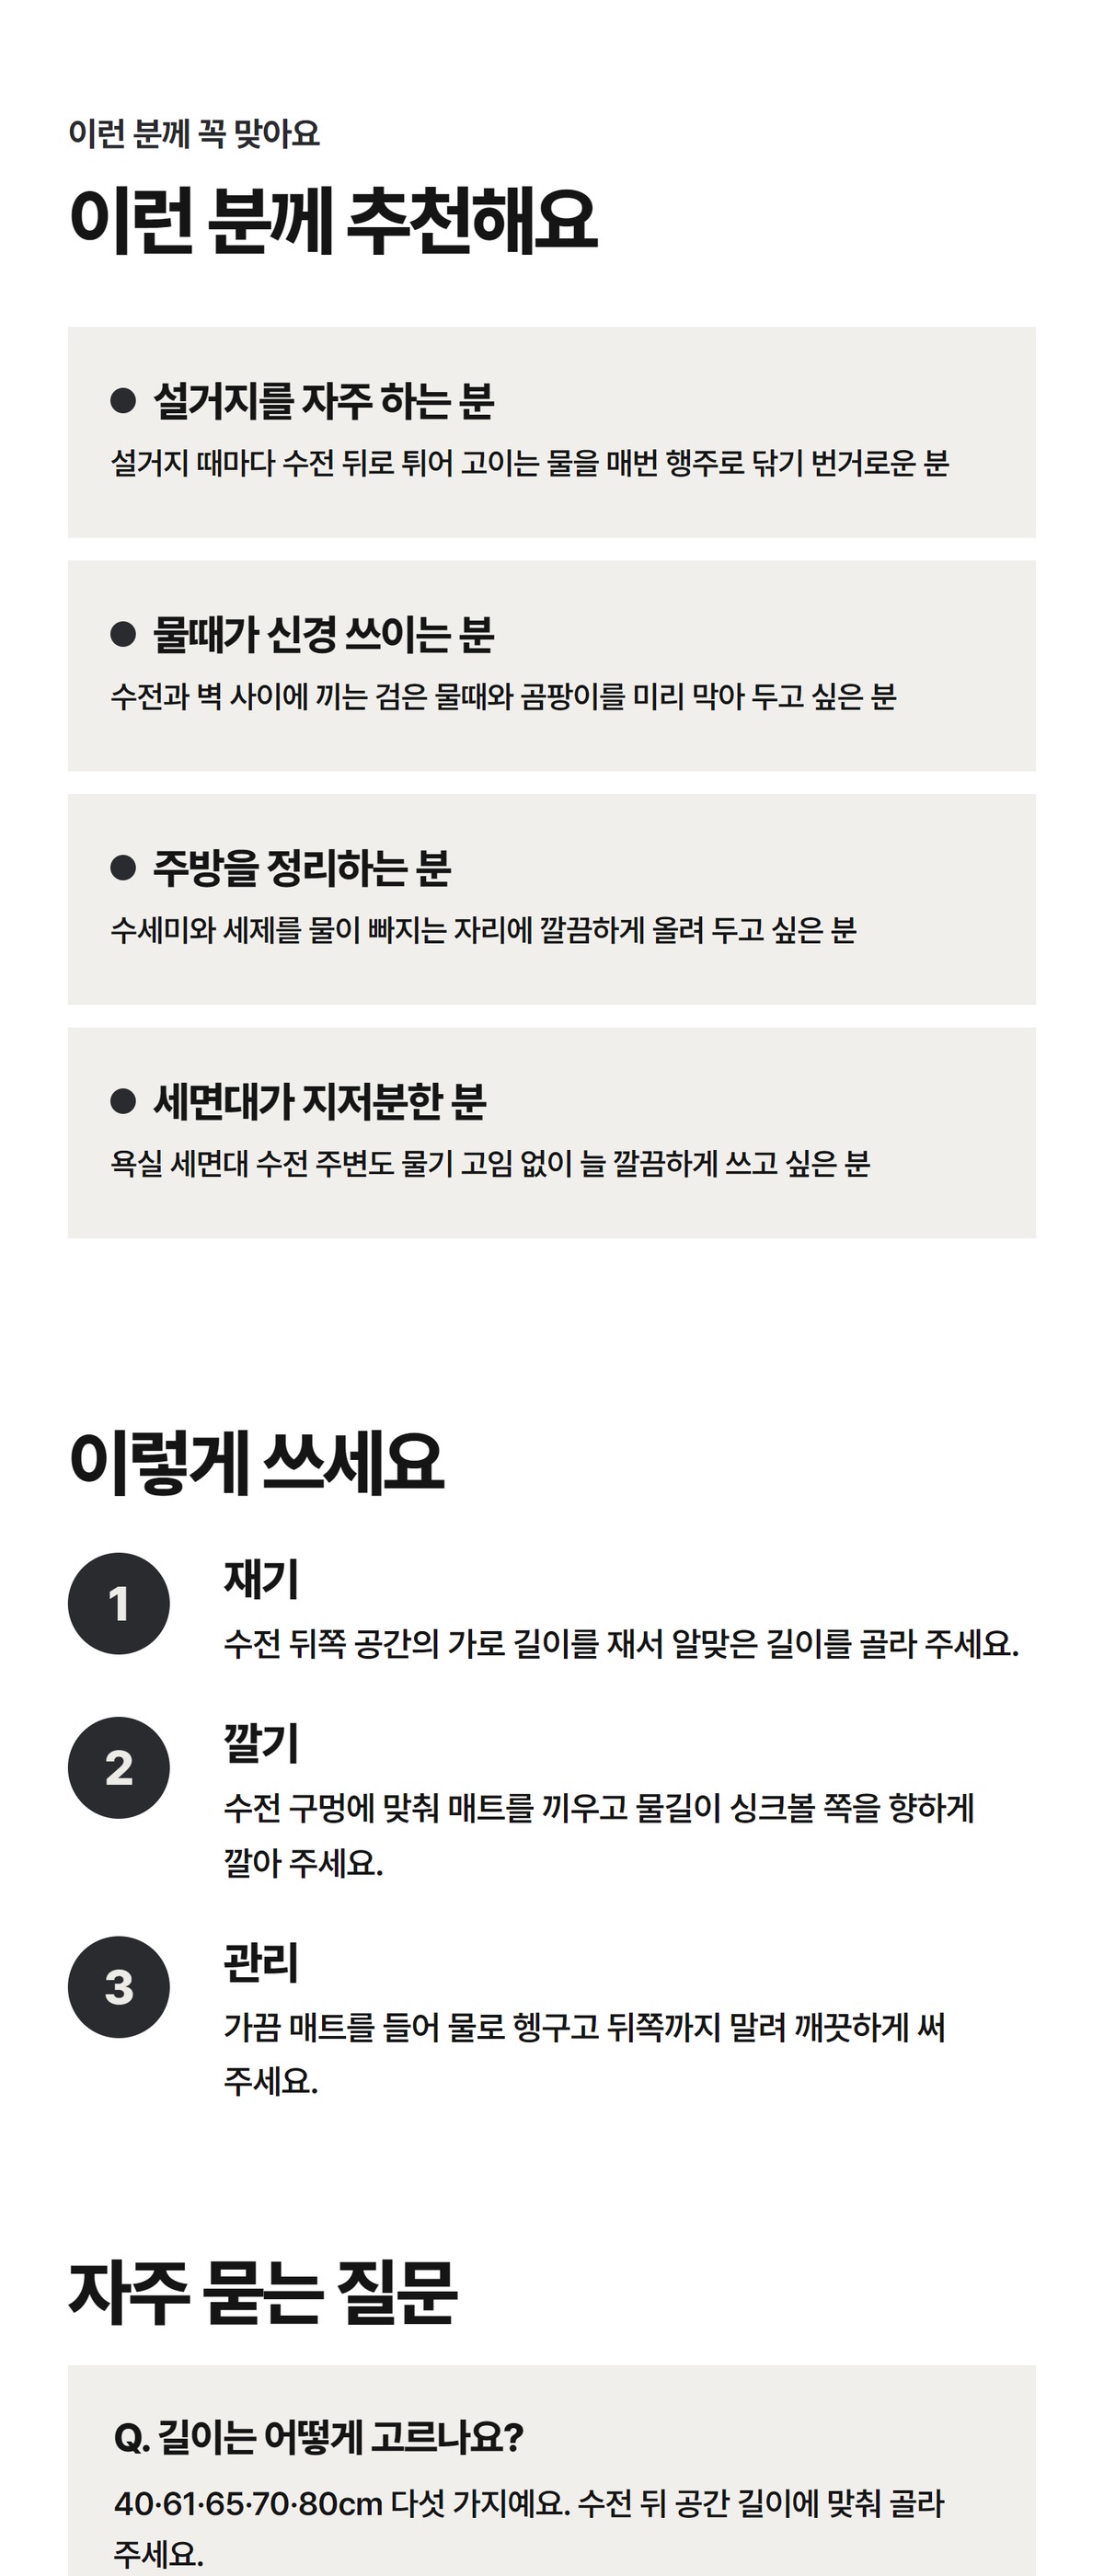 이런 분께 꼭 맞아요
이런 분께 추천해요
설거지를 자주 하는 분
설거지 때마다 수전 뒤로 튀어 고이는 물을 매번 행주로 닦기 번거로운 분
물때가 신경 쓰이는 분
수전과 벽 사이에 끼는 검은 물때와 곰팡이를 미리 막아 두고 싶은 분
주방을 정리하는 분
수세미와 세제를 물이 빠지는 자리에 깔끔하게 올려 두고 싶은 분
세면대가 지저분한 분
욕실 세면대 수전 주변도 물기 고임 없이 늘 깔끔하게 쓰고 싶은 분
이렇게 쓰세요
1
재기
수전 뒤쪽 공간의 가로 길이를 재서 알맞은 길이를 골라 주세요.
2
깔기
수전 구멍에 맞춰 매트를 끼우고 물길이 싱크볼 쪽을 향하게
깔아 주세요.
3
관리
가끔 매트를 들어 물로 헹구고 뒤쪽까지 말려 깨끗하게 써
주세요.
자주 묻는 질문
Q. 길이는 어떻게 고르나요?
40·61·65·70·80cm 다섯 가지예요. 수전 뒤 공간 길이에 맞춰 골라
주세요.